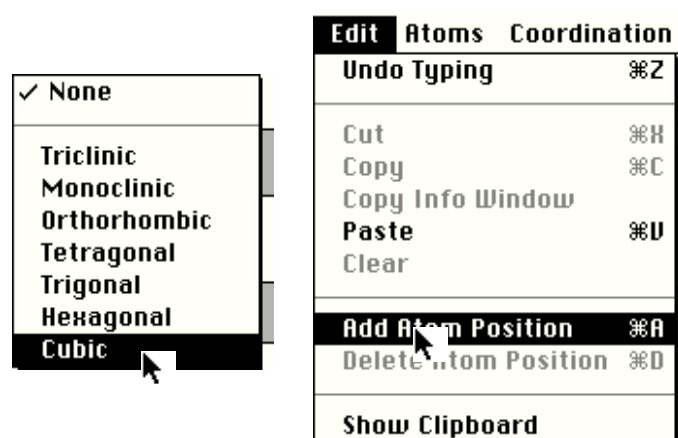 ✓ None
Triclinic
Monoclinic
Orthorhombic
Tetragonal
Trigonal
Hexagonal
Cubic
Edit Atoms Coordination
Undo Typing ⌘Z
Cut ⌘X
Copy ⌘C
Copy Info Window
Paste ⌘V
Clear
Add Atom Position ⌘A
Delete Atom Position ⌘D
Show Clipboard